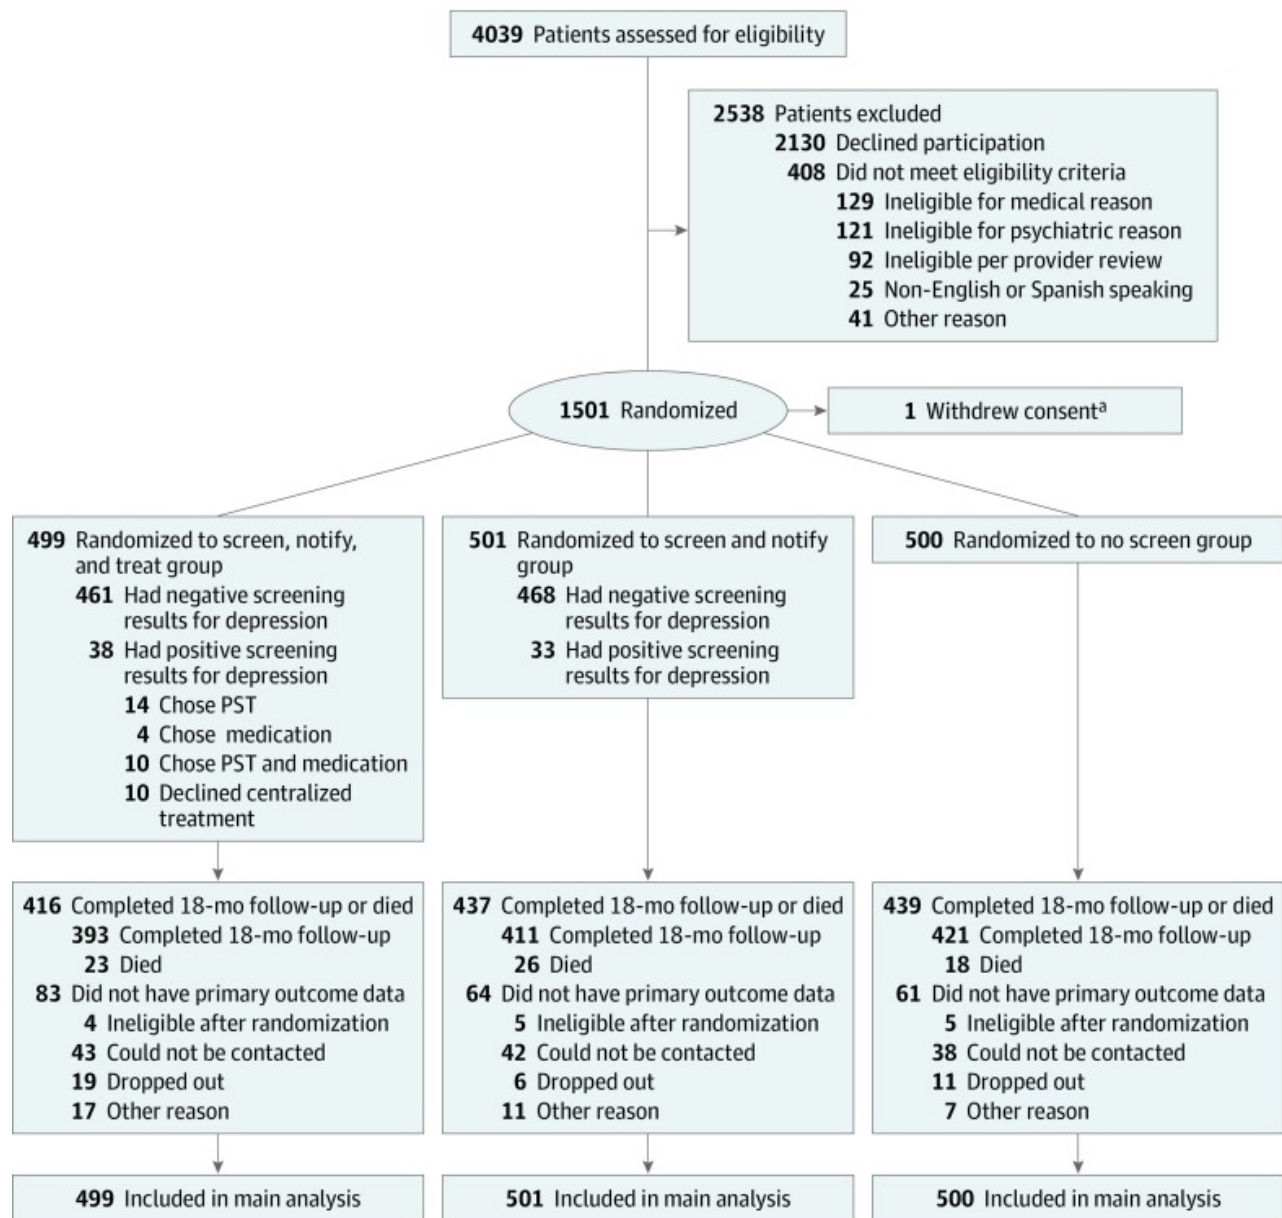 4039 Patients assessed for eligibility
2538 Patients excluded
2130 Declined participation
408 Did not meet eligibility criteria
129 Ineligible for medical reason
121 Ineligible for psychiatric reason
92 Ineligible per provider review
25 Non-English or Spanish speaking
41 Other reason
1501 Randomized
1 Withdrew consentᵃ
499 Randomized to screen, notify,
and treat group
461 Had negative screening
results for depression
38 Had positive screening
results for depression
14 Chose PST
4 Chose medication
10 Chose PST and medication
10 Declined centralized
treatment
501 Randomized to screen and notify
group
468 Had negative screening
results for depression
33 Had positive screening
results for depression
500 Randomized to no screen group
416 Completed 18-mo follow-up or died
393 Completed 18-mo follow-up
23 Died
83 Did not have primary outcome data
4 Ineligible after randomization
43 Could not be contacted
19 Dropped out
17 Other reason
437 Completed 18-mo follow-up or died
411 Completed 18-mo follow-up
26 Died
64 Did not have primary outcome data
5 Ineligible after randomization
42 Could not be contacted
6 Dropped out
11 Other reason
439 Completed 18-mo follow-up or died
421 Completed 18-mo follow-up
18 Died
61 Did not have primary outcome data
5 Ineligible after randomization
38 Could not be contacted
11 Dropped out
7 Other reason
499 Included in main analysis
501 Included in main analysis
500 Included in main analysis